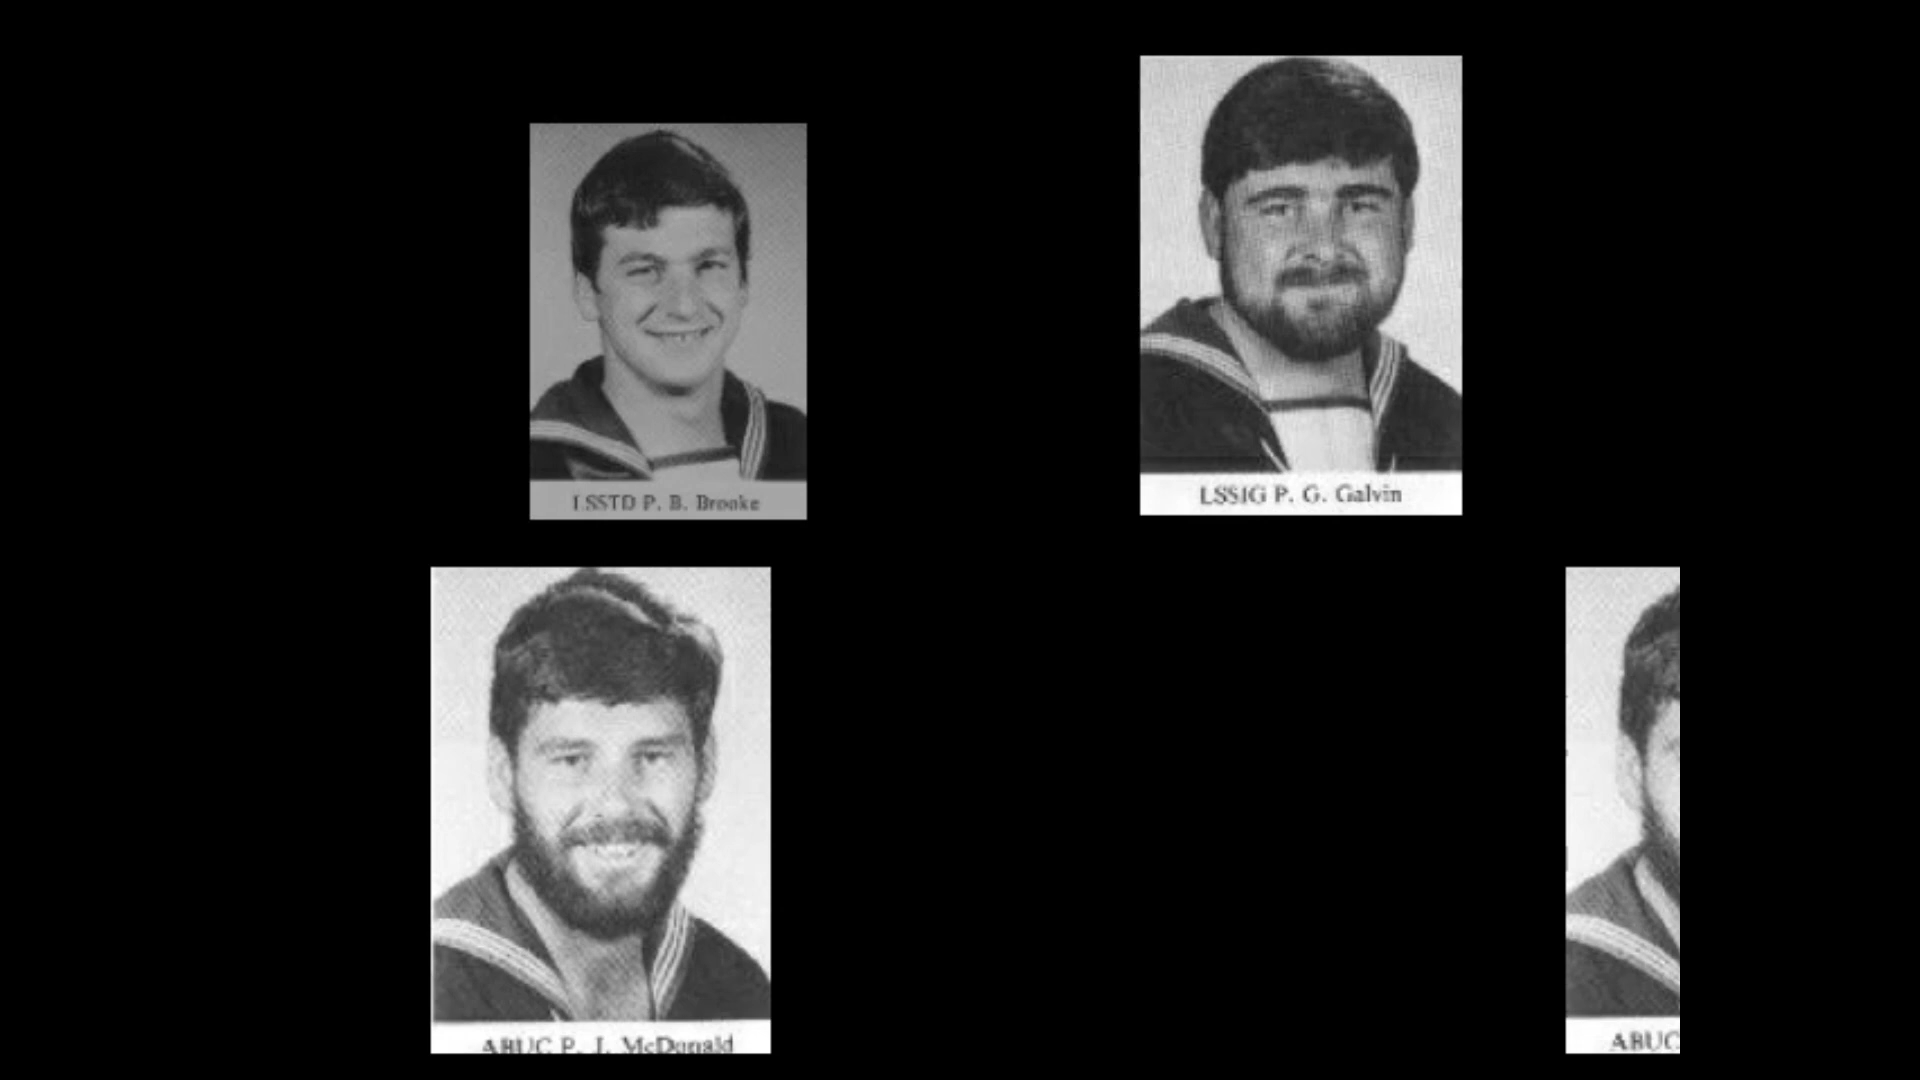 LSSTD P. B. Brooke
LSSIG P. G. Galvin
ABUC P. J. McDonald
ABUC